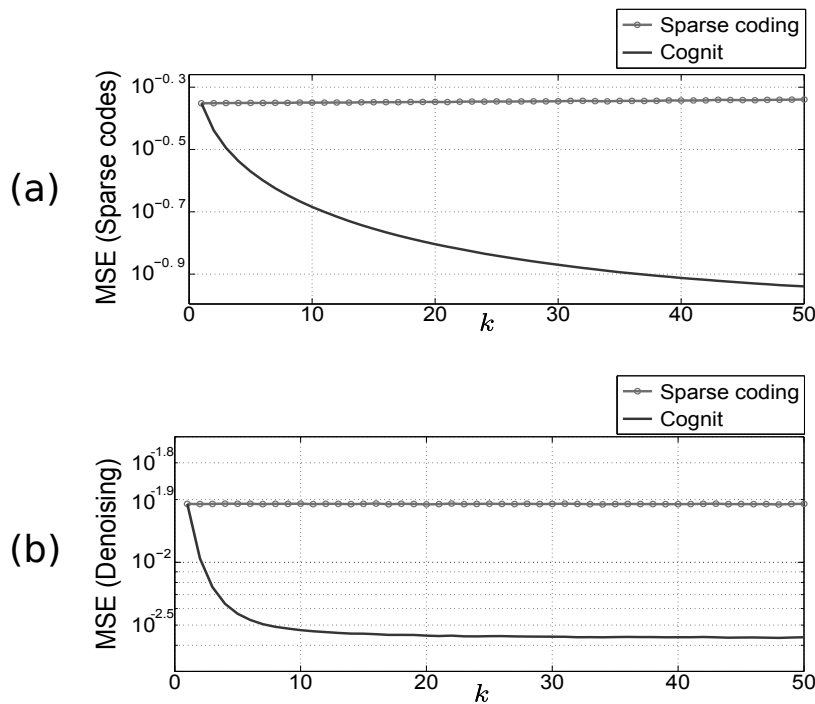 Sparse coding
Cognit
(a)
MSE (Sparse codes)
10^-0.3
10^-0.5
10^-0.7
10^-0.9
0 10 20 30 40 50
k
Sparse coding
Cognit
(b)
MSE (Denoising)
10^-1.8
10^-1.9
10^-2
10^-2.5
0 10 20 30 40 50
k